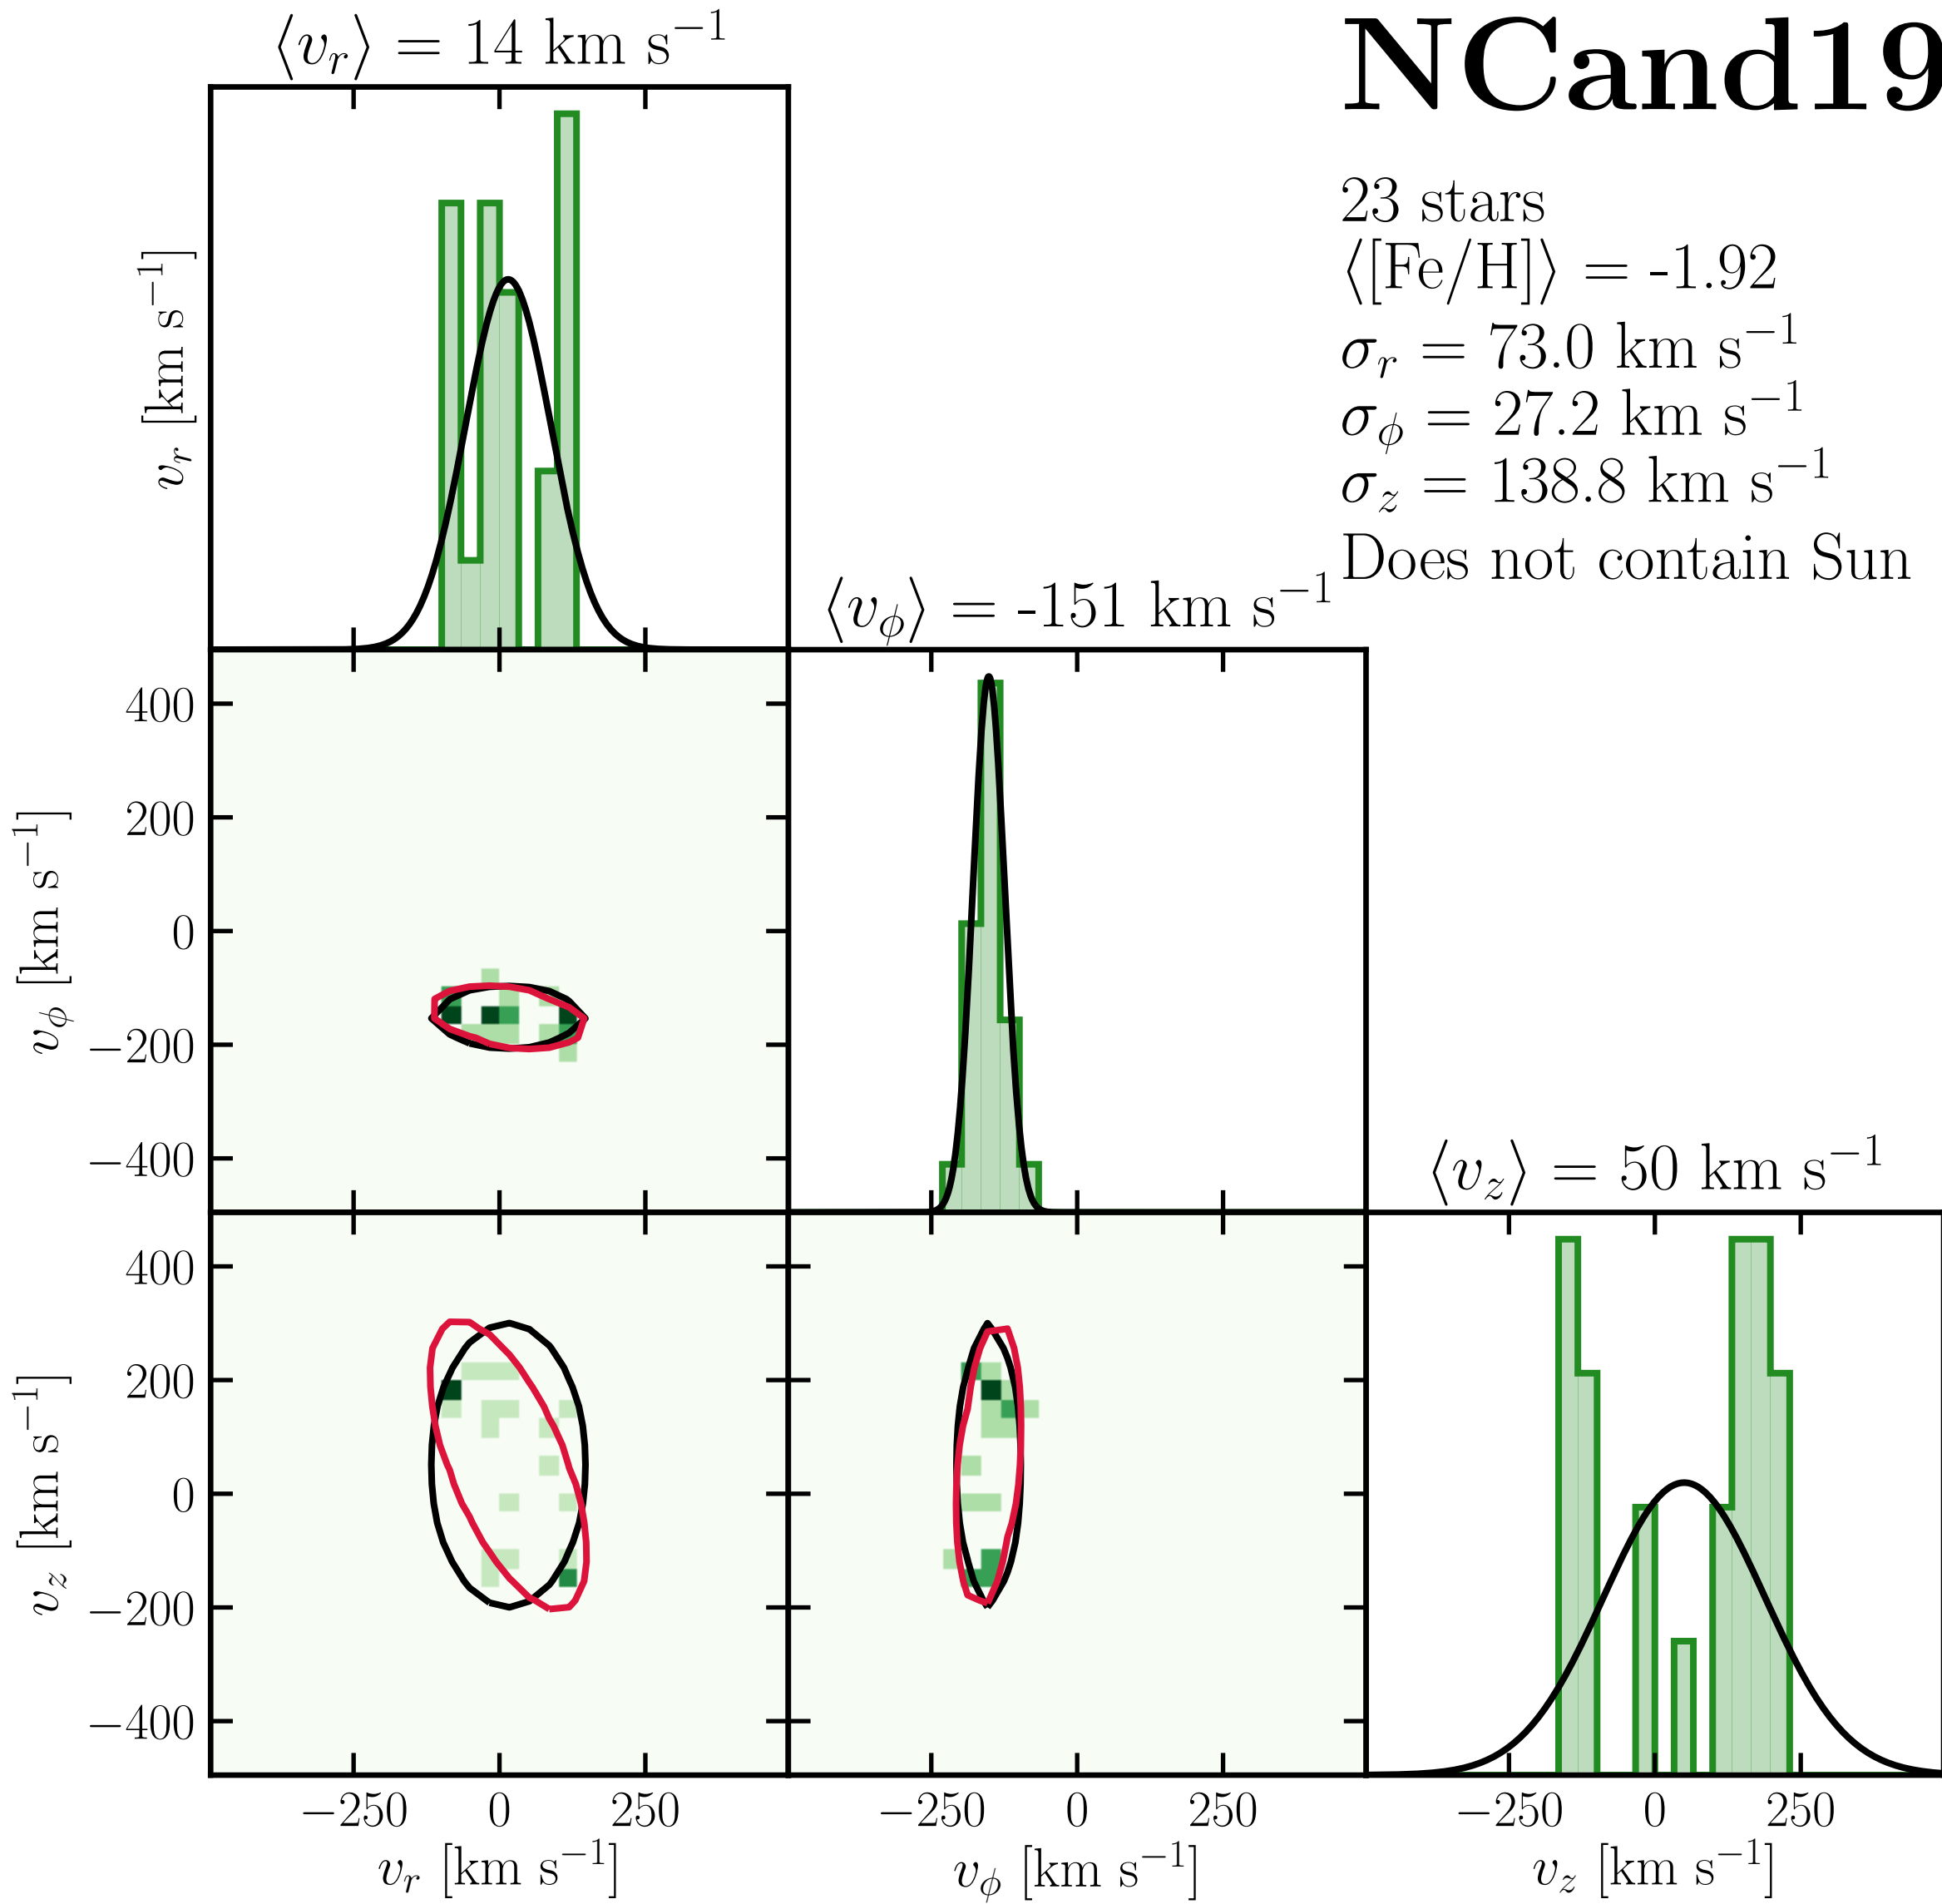 ⟨v_r⟩ = 14 km s⁻¹
NCand19
23 stars
⟨[Fe/H]⟩ = -1.92
σ_r = 73.0 km s⁻¹
σ_ϕ = 27.2 km s⁻¹
σ_z = 138.8 km s⁻¹
Does not contain Sun
v_r [km s⁻¹]
⟨v_ϕ⟩ = -151 km s⁻¹
400
200
0
−200
−400
v_ϕ [km s⁻¹]
⟨v_z⟩ = 50 km s⁻¹
400
200
0
−200
−400
v_z [km s⁻¹]
−250 0 250
v_r [km s⁻¹]
−250 0 250
v_ϕ [km s⁻¹]
−250 0 250
v_z [km s⁻¹]